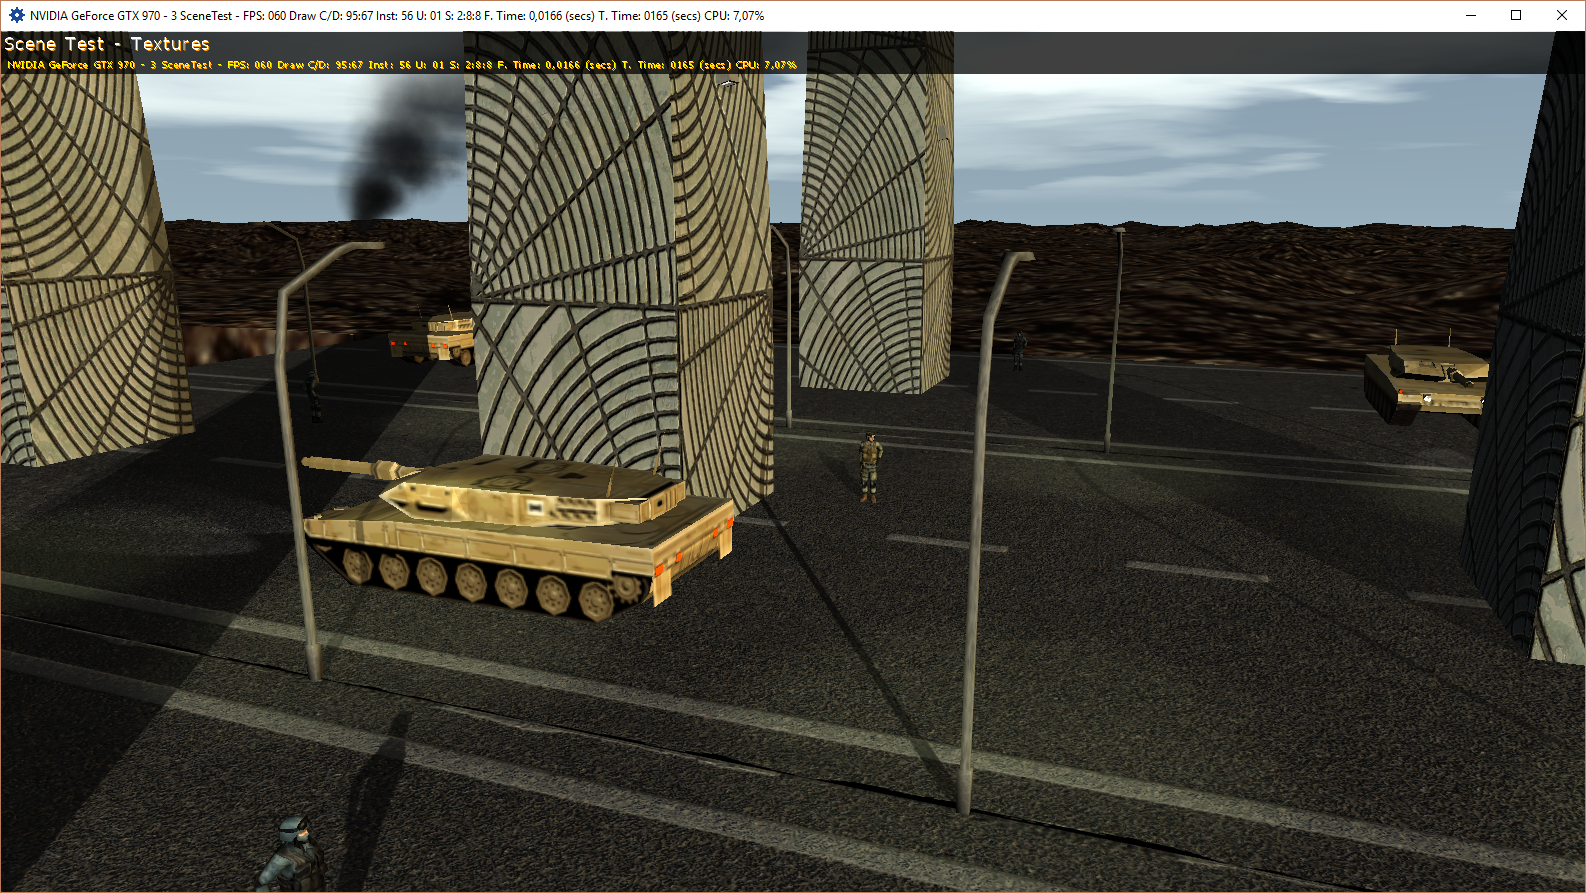 NVIDIA GeForce GTX 970 - 3 SceneTest - FPS: 060 Draw C/D: 95:67 Inst: 56 U: 01 S: 2:8:8 F. Time: 0,0166 (secs) T. Time: 0165 (secs) CPU: 7,07%
Scene Test - Textures
NVIDIA GeForce GTX 970 - 3 SceneTest - FPS: 060 Draw C/D: 95:67 Inst: 56 U: 01 S: 2:8:8 F. Time: 0,0166 (secs) T. Time: 0165 (secs) CPU: 7,07%